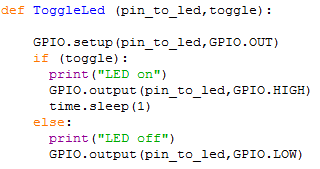 def ToggleLed (pin_to_led,toggle):
GPIO.setup(pin_to_led,GPIO.OUT)
if (toggle):
print("LED on")
GPIO.output(pin_to_led,GPIO.HIGH)
time.sleep(1)
else:
print("LED off")
GPIO.output(pin_to_led,GPIO.LOW)